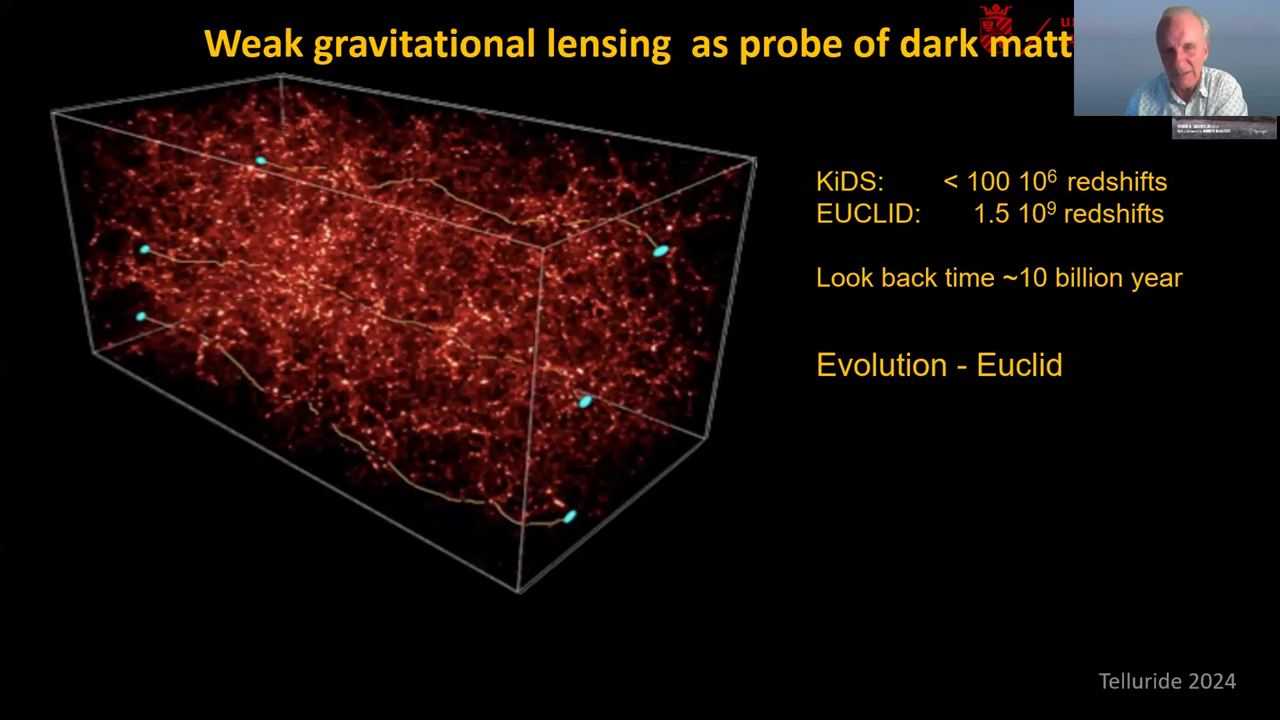 Weak gravitational lensing as probe of dark matt
KiDS: < 100 10⁶ redshifts
EUCLID: 1.5 10⁹ redshifts
Look back time ~10 billion year
Evolution - Euclid
Telluride 2024